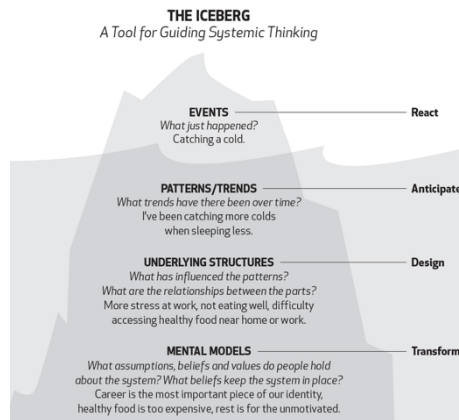 THE ICEBERG
A Tool for Guiding Systemic Thinking
EVENTS
React
What just happened?
Catching a cold.
PATTERNS/TRENDS
Anticipate
What trends have there been over time?
I've been catching more colds
when sleeping less.
UNDERLYING STRUCTURES
Design
What has influenced the patterns?
What are the relationships between the parts?
More stress at work, not eating well, difficulty
accessing healthy food near home or work.
MENTAL MODELS
Transform
What assumptions, beliefs and values do people hold
about the system? What beliefs keep the system in place?
Career is the most important piece of our identity,
healthy food is too expensive, rest is for the unmotivated.